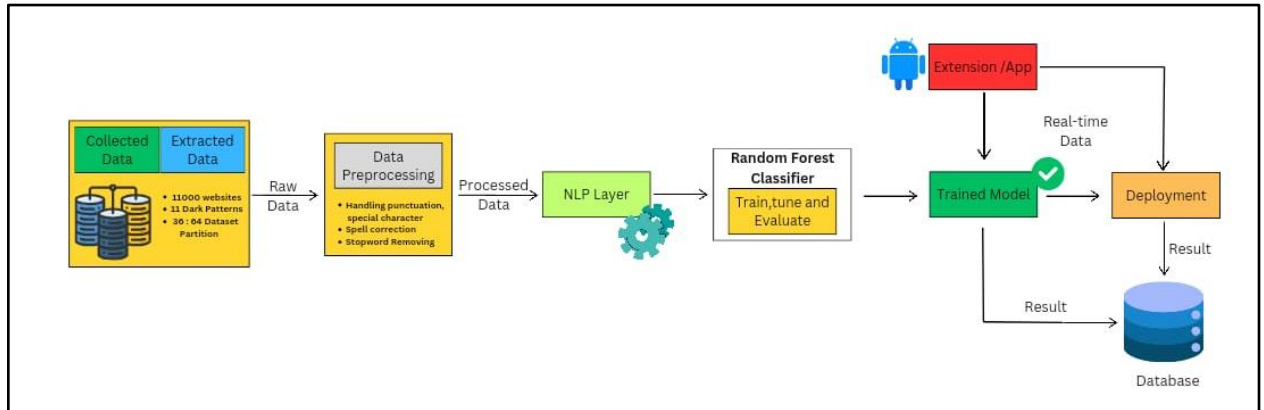 Collected
Data
Extracted
Data
• 11000 websites
• 11 Dark Patterns
• 36 : 64 Dataset
Partition
Raw
Data
Data
Preprocessing
• Handling punctuation,
special character
• Spell correction
• Stopword Removing
Processed
Data
NLP Layer
Random Forest
Classifier
Train,tune and
Evaluate
Extension /App
Real-time
Data
Trained Model
Deployment
Result
Result
Database